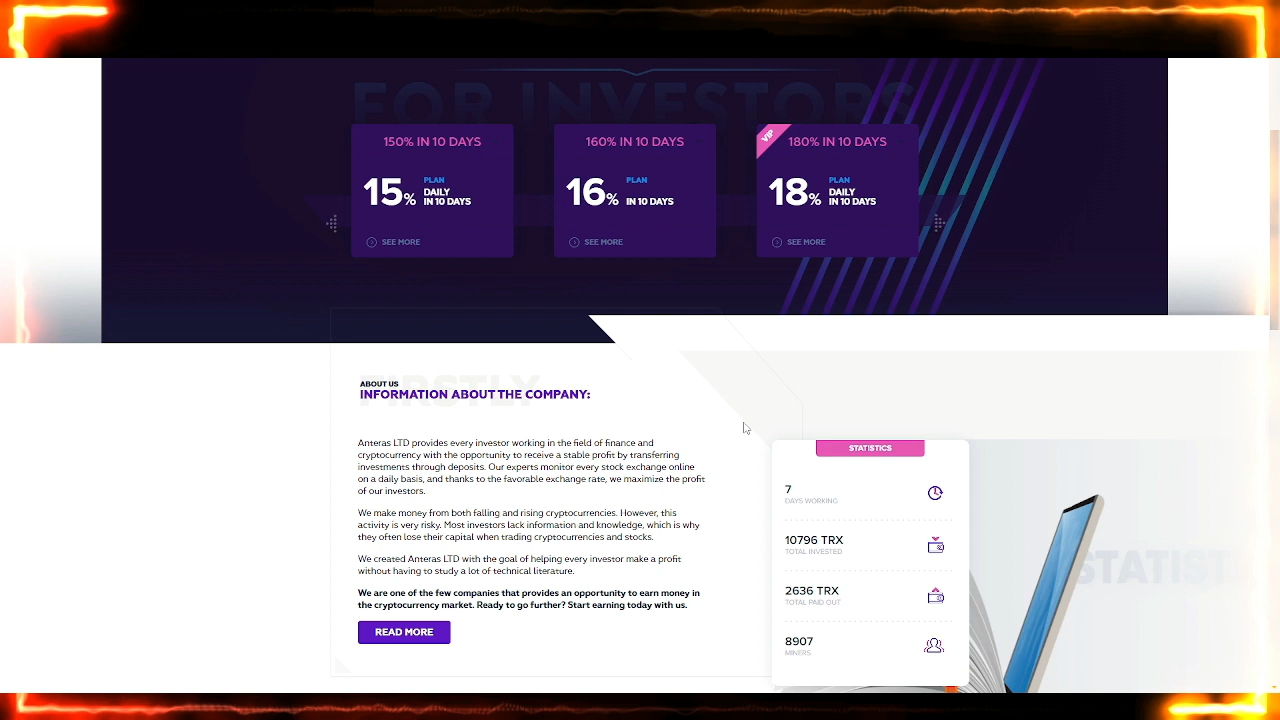 FOR INVESTORS
150% IN 10 DAYS
15%
PLAN
DAILY
IN 10 DAYS
SEE MORE
160% IN 10 DAYS
16%
PLAN
IN 10 DAYS
SEE MORE
VIP
180% IN 10 DAYS
18%
PLAN
DAILY
IN 10 DAYS
SEE MORE
FIRSTLY
ABOUT US
INFORMATION ABOUT THE COMPANY:
Anteras LTD provides every investor working in the field of finance and
cryptocurrency with the opportunity to receive a stable profit by transferring
investments through deposits. Our experts monitor every stock exchange online
on a daily basis, and thanks to the favorable exchange rate, we maximize the profit
of our investors.
We make money from both falling and rising cryptocurrencies. However, this
activity is very risky. Most investors lack information and knowledge, which is why
they often lose their capital when trading cryptocurrencies and stocks.
We created Anteras LTD with the goal of helping every investor make a profit
without having to study a lot of technical literature.
We are one of the few companies that provides an opportunity to earn money in
the cryptocurrency market. Ready to go further? Start earning today with us.
READ MORE
STATISTICS
7
DAYS WORKING
10796 TRX
TOTAL INVESTED
2636 TRX
TOTAL PAID OUT
8907
MINERS
STATIST